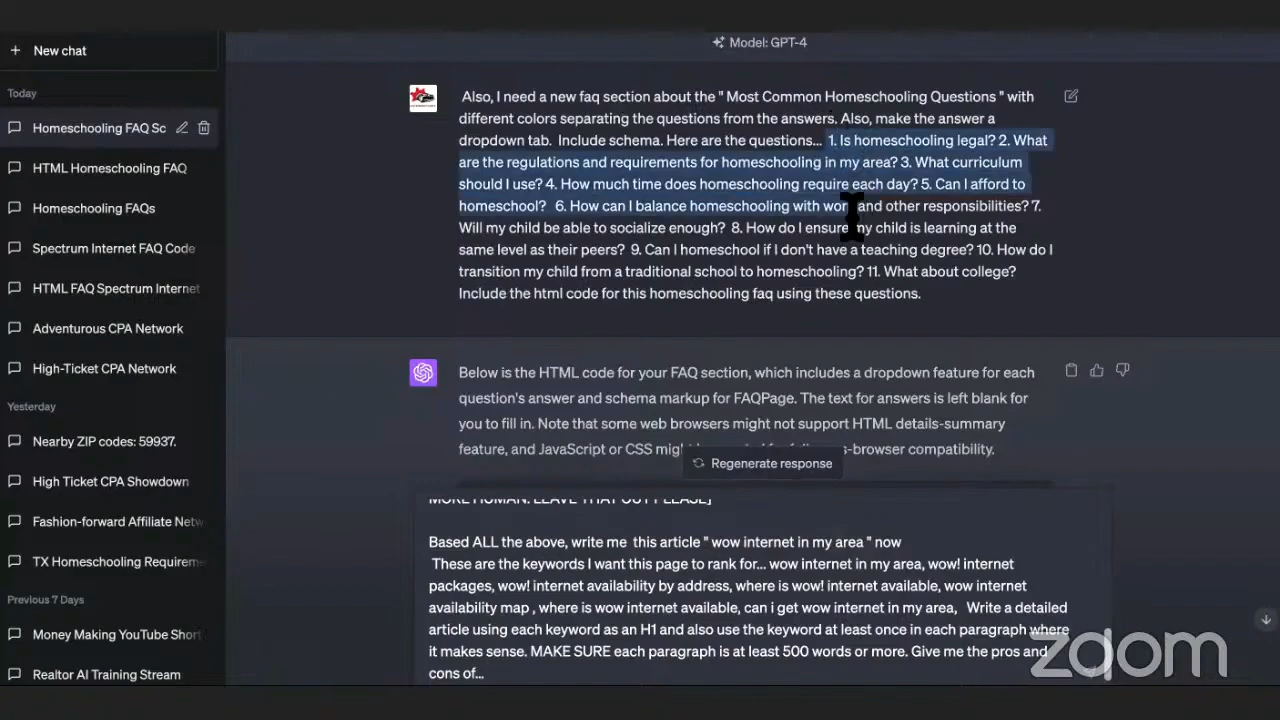 New chat
Today
Homeschooling FAQ Sc
HTML Homeschooling FAQ
Homeschooling FAQs
Spectrum Internet FAQ Code
HTML FAQ Spectrum Internet
Adventurous CPA Network
High-Ticket CPA Network
Yesterday
Nearby ZIP codes: 59937.
High Ticket CPA Showdown
Fashion-forward Affiliate Netw
TX Homeschooling Requireme
Previous 7 Days
Money Making YouTube Short
Realtor AI Training Stream
Model: GPT-4
Also, I need a new faq section about the " Most Common Homeschooling Questions " with
different colors separating the questions from the answers. Also, make the answer a
dropdown tab. Include schema. Here are the questions... 1. Is homeschooling legal? 2. What
are the regulations and requirements for homeschooling in my area? 3. What curriculum
should I use? 4. How much time does homeschooling require each day? 5. Can I afford to
homeschool? 6. How can I balance homeschooling with work and other responsibilities? 7.
Will my child be able to socialize enough? 8. How do I ensure my child is learning at the
same level as their peers? 9. Can I homeschool if I don't have a teaching degree? 10. How do I
transition my child from a traditional school to homeschooling? 11. What about college?
Include the html code for this homeschooling faq using these questions.
Below is the HTML code for your FAQ section, which includes a dropdown feature for each
question's answer and schema markup for FAQPage. The text for answers is left blank for
you to fill in. Note that some web browsers might not support HTML details-summary
feature, and JavaScript or CSS might s-browser compatibility.
Regenerate response
MORE HUMAN. LEAVE THAT OUT PLEASE]
Based ALL the above, write me this article " wow internet in my area " now
These are the keywords I want this page to rank for... wow internet in my area, wow! internet
packages, wow! internet availability by address, where is wow! internet available, wow internet
availability map , where is wow internet available, can i get wow internet in my area, Write a detailed
article using each keyword as an H1 and also use the keyword at least once in each paragraph where
it makes sense. MAKE SURE each paragraph is at least 500 words or more. Give me the pros and
cons of...
zoom